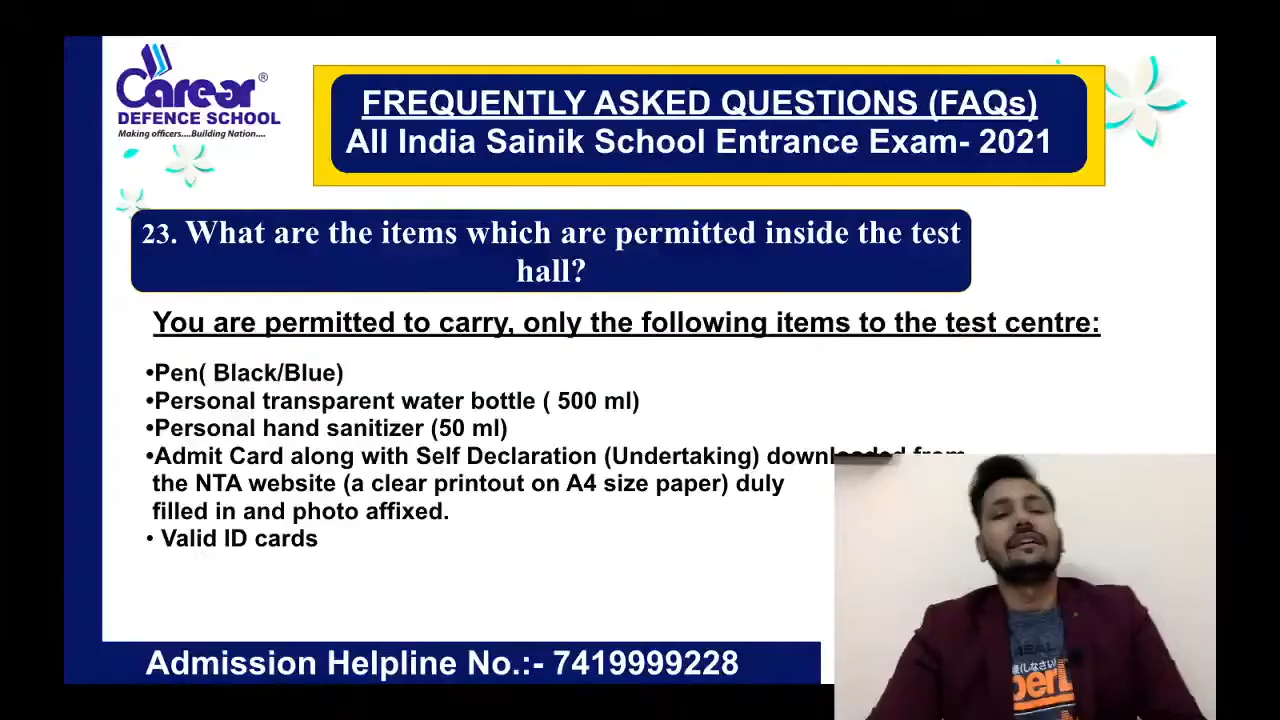 Carear®
DEFENCE SCHOOL
Making officers....Building Nation....
FREQUENTLY ASKED QUESTIONS (FAQs)
All India Sainik School Entrance Exam- 2021
23. What are the items which are permitted inside the test
hall?
You are permitted to carry, only the following items to the test centre:
•Pen( Black/Blue)
•Personal transparent water bottle ( 500 ml)
•Personal hand sanitizer (50 ml)
•Admit Card along with Self Declaration (Undertaking) downloaded from
the NTA website (a clear printout on A4 size paper) duly
filled in and photo affixed.
• Valid ID cards
Admission Helpline No.:- 7419999228